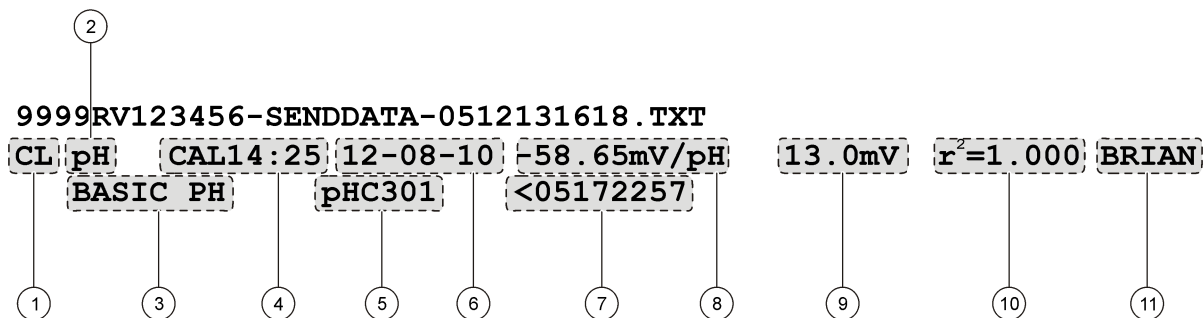 2
9999RV123456-SENDDATA-0512131618.TXT
CL pH CAL14:25 12-08-10 -58.65mV/pH 13.0mV r²=1.000 BRIAN
BASIC PH pHC301 <05172257
1 3 4 5 6 7 8 9 10 11